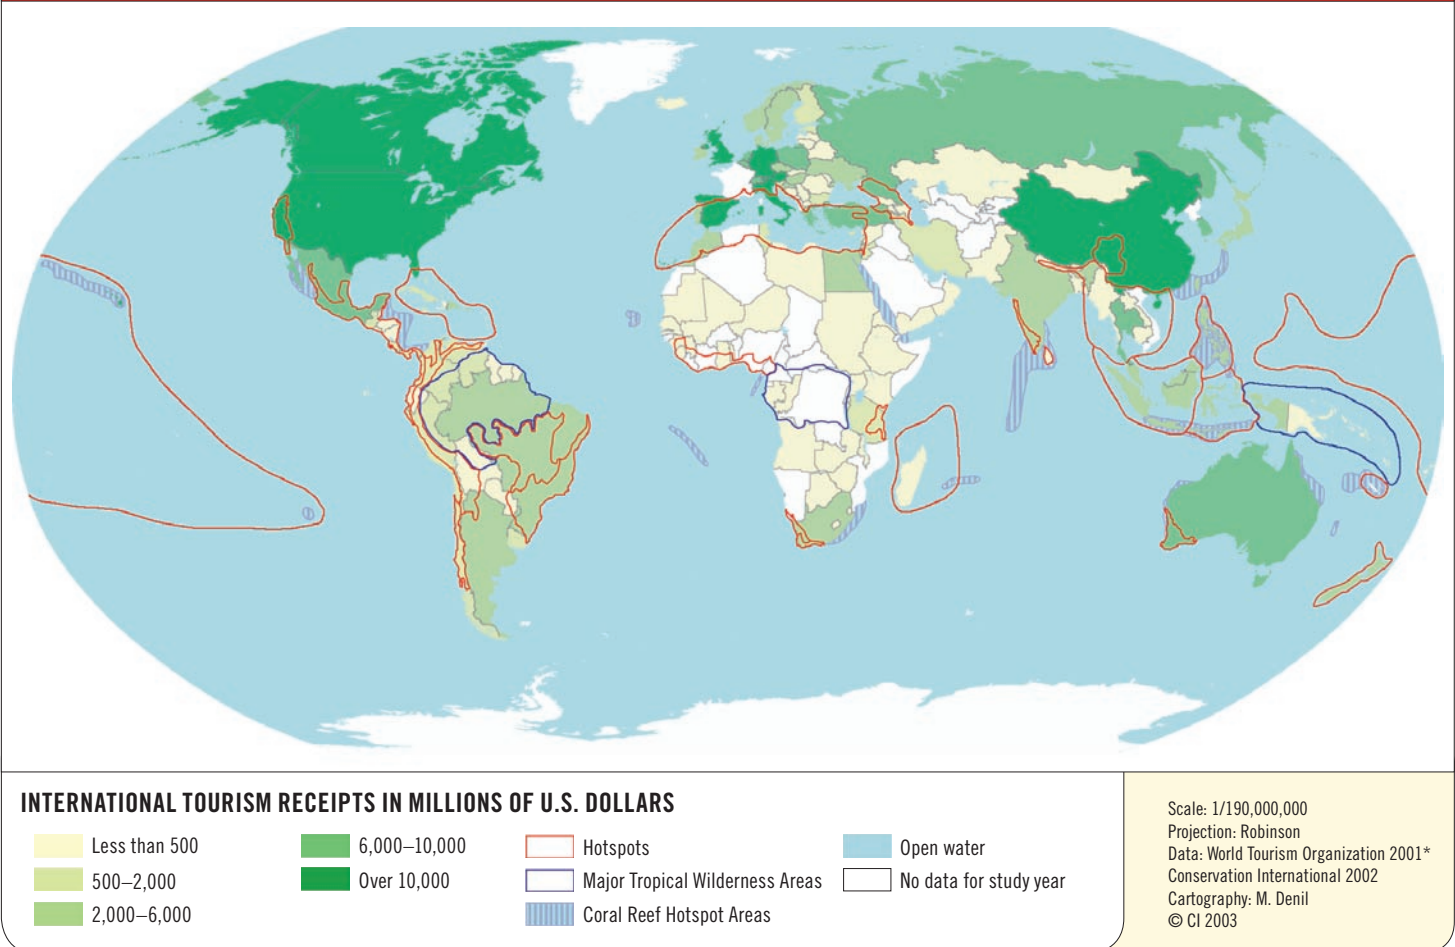 INTERNATIONAL TOURISM RECEIPTS IN MILLIONS OF U.S. DOLLARS
Less than 500
500–2,000
2,000–6,000
6,000–10,000
Over 10,000
Hotspots
Major Tropical Wilderness Areas
Coral Reef Hotspot Areas
Open water
No data for study year
Scale: 1/190,000,000
Projection: Robinson
Data: World Tourism Organization 2001*
Conservation International 2002
Cartography: M. Denil
© CI 2003